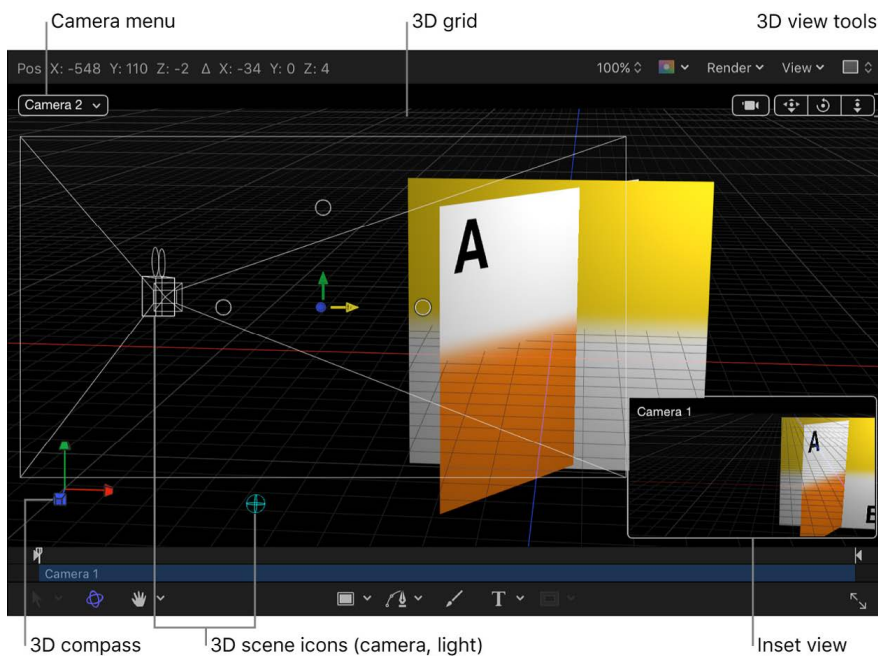 Camera menu
3D grid
3D view tools
Pos X: -548 Y: 110 Z: -2 Δ X: -34 Y: 0 Z: 4
100%
Render
View
Camera 2
A
Camera 1
A
B
Camera 1
T
3D compass
3D scene icons (camera, light)
Inset view